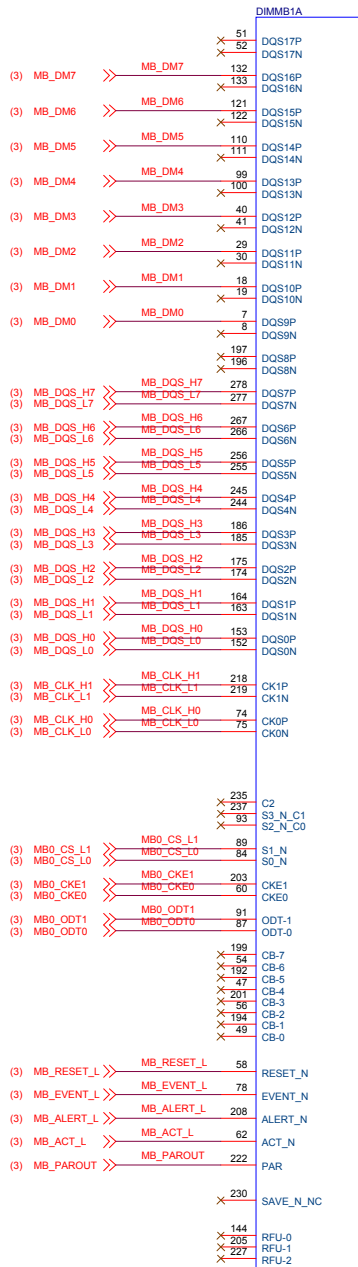 DIMMB1A
51 DQS17P
52 DQS17N
(3) MB_DM7 MB_DM7 132 DQS16P
133 DQS16N
(3) MB_DM6 MB_DM6 121 DQS15P
122 DQS15N
(3) MB_DM5 MB_DM5 110 DQS14P
111 DQS14N
(3) MB_DM4 MB_DM4 99 DQS13P
100 DQS13N
(3) MB_DM3 MB_DM3 40 DQS12P
41 DQS12N
(3) MB_DM2 MB_DM2 29 DQS11P
30 DQS11N
(3) MB_DM1 MB_DM1 18 DQS10P
19 DQS10N
(3) MB_DM0 MB_DM0 7 DQS9P
8 DQS9N
197 DQS8P
196 DQS8N
(3) MB_DQS_H7 MB_DQS_H7 278 DQS7P
(3) MB_DQS_L7 MB_DQS_L7 277 DQS7N
(3) MB_DQS_H6 MB_DQS_H6 267 DQS6P
(3) MB_DQS_L6 MB_DQS_L6 266 DQS6N
(3) MB_DQS_H5 MB_DQS_H5 256 DQS5P
(3) MB_DQS_L5 MB_DQS_L5 255 DQS5N
(3) MB_DQS_H4 MB_DQS_H4 245 DQS4P
(3) MB_DQS_L4 MB_DQS_L4 244 DQS4N
(3) MB_DQS_H3 MB_DQS_H3 186 DQS3P
(3) MB_DQS_L3 MB_DQS_L3 185 DQS3N
(3) MB_DQS_H2 MB_DQS_H2 175 DQS2P
(3) MB_DQS_L2 MB_DQS_L2 174 DQS2N
(3) MB_DQS_H1 MB_DQS_H1 164 DQS1P
(3) MB_DQS_L1 MB_DQS_L1 163 DQS1N
(3) MB_DQS_H0 MB_DQS_H0 153 DQS0P
(3) MB_DQS_L0 MB_DQS_L0 152 DQS0N
(3) MB_CLK_H1 MB_CLK_H1 218 CK1P
(3) MB_CLK_L1 MB_CLK_L1 219 CK1N
(3) MB_CLK_H0 MB_CLK_H0 74 CK0P
(3) MB_CLK_L0 MB_CLK_L0 75 CK0N
235 C2
237 S3_N_C1
93 S2_N_C0
(3) MB0_CS_L1 MB0_CS_L1 89 S1_N
(3) MB0_CS_L0 MB0_CS_L0 84 S0_N
(3) MB0_CKE1 MB0_CKE1 203 CKE1
(3) MB0_CKE0 MB0_CKE0 60 CKE0
(3) MB0_ODT1 MB0_ODT1 91 ODT-1
(3) MB0_ODT0 MB0_ODT0 87 ODT-0
199 CB-7
54 CB-6
192 CB-5
47 CB-4
201 CB-3
56 CB-2
194 CB-1
49 CB-0
(3) MB_RESET_L MB_RESET_L 58 RESET_N
(3) MB_EVENT_L MB_EVENT_L 78 EVENT_N
(3) MB_ALERT_L MB_ALERT_L 208 ALERT_N
(3) MB_ACT_L MB_ACT_L 62 ACT_N
(3) MB_PAROUT MB_PAROUT 222 PAR
230 SAVE_N_NC
144 RFU-0
205 RFU-1
227 RFU-2